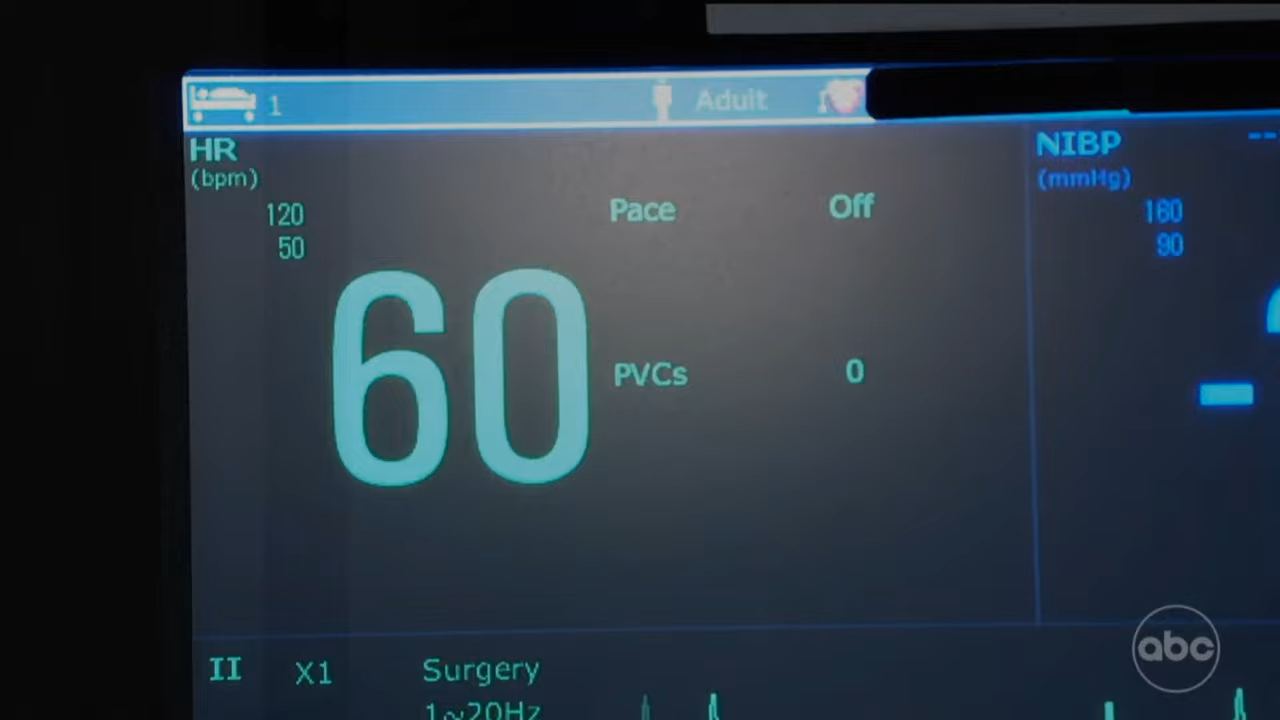 1 Adult
HR
(bpm)
120
50
60
Pace Off
PVCs 0
NIBP --
(mmHg)
160
90
II X1 Surgery
1~20Hz
abc